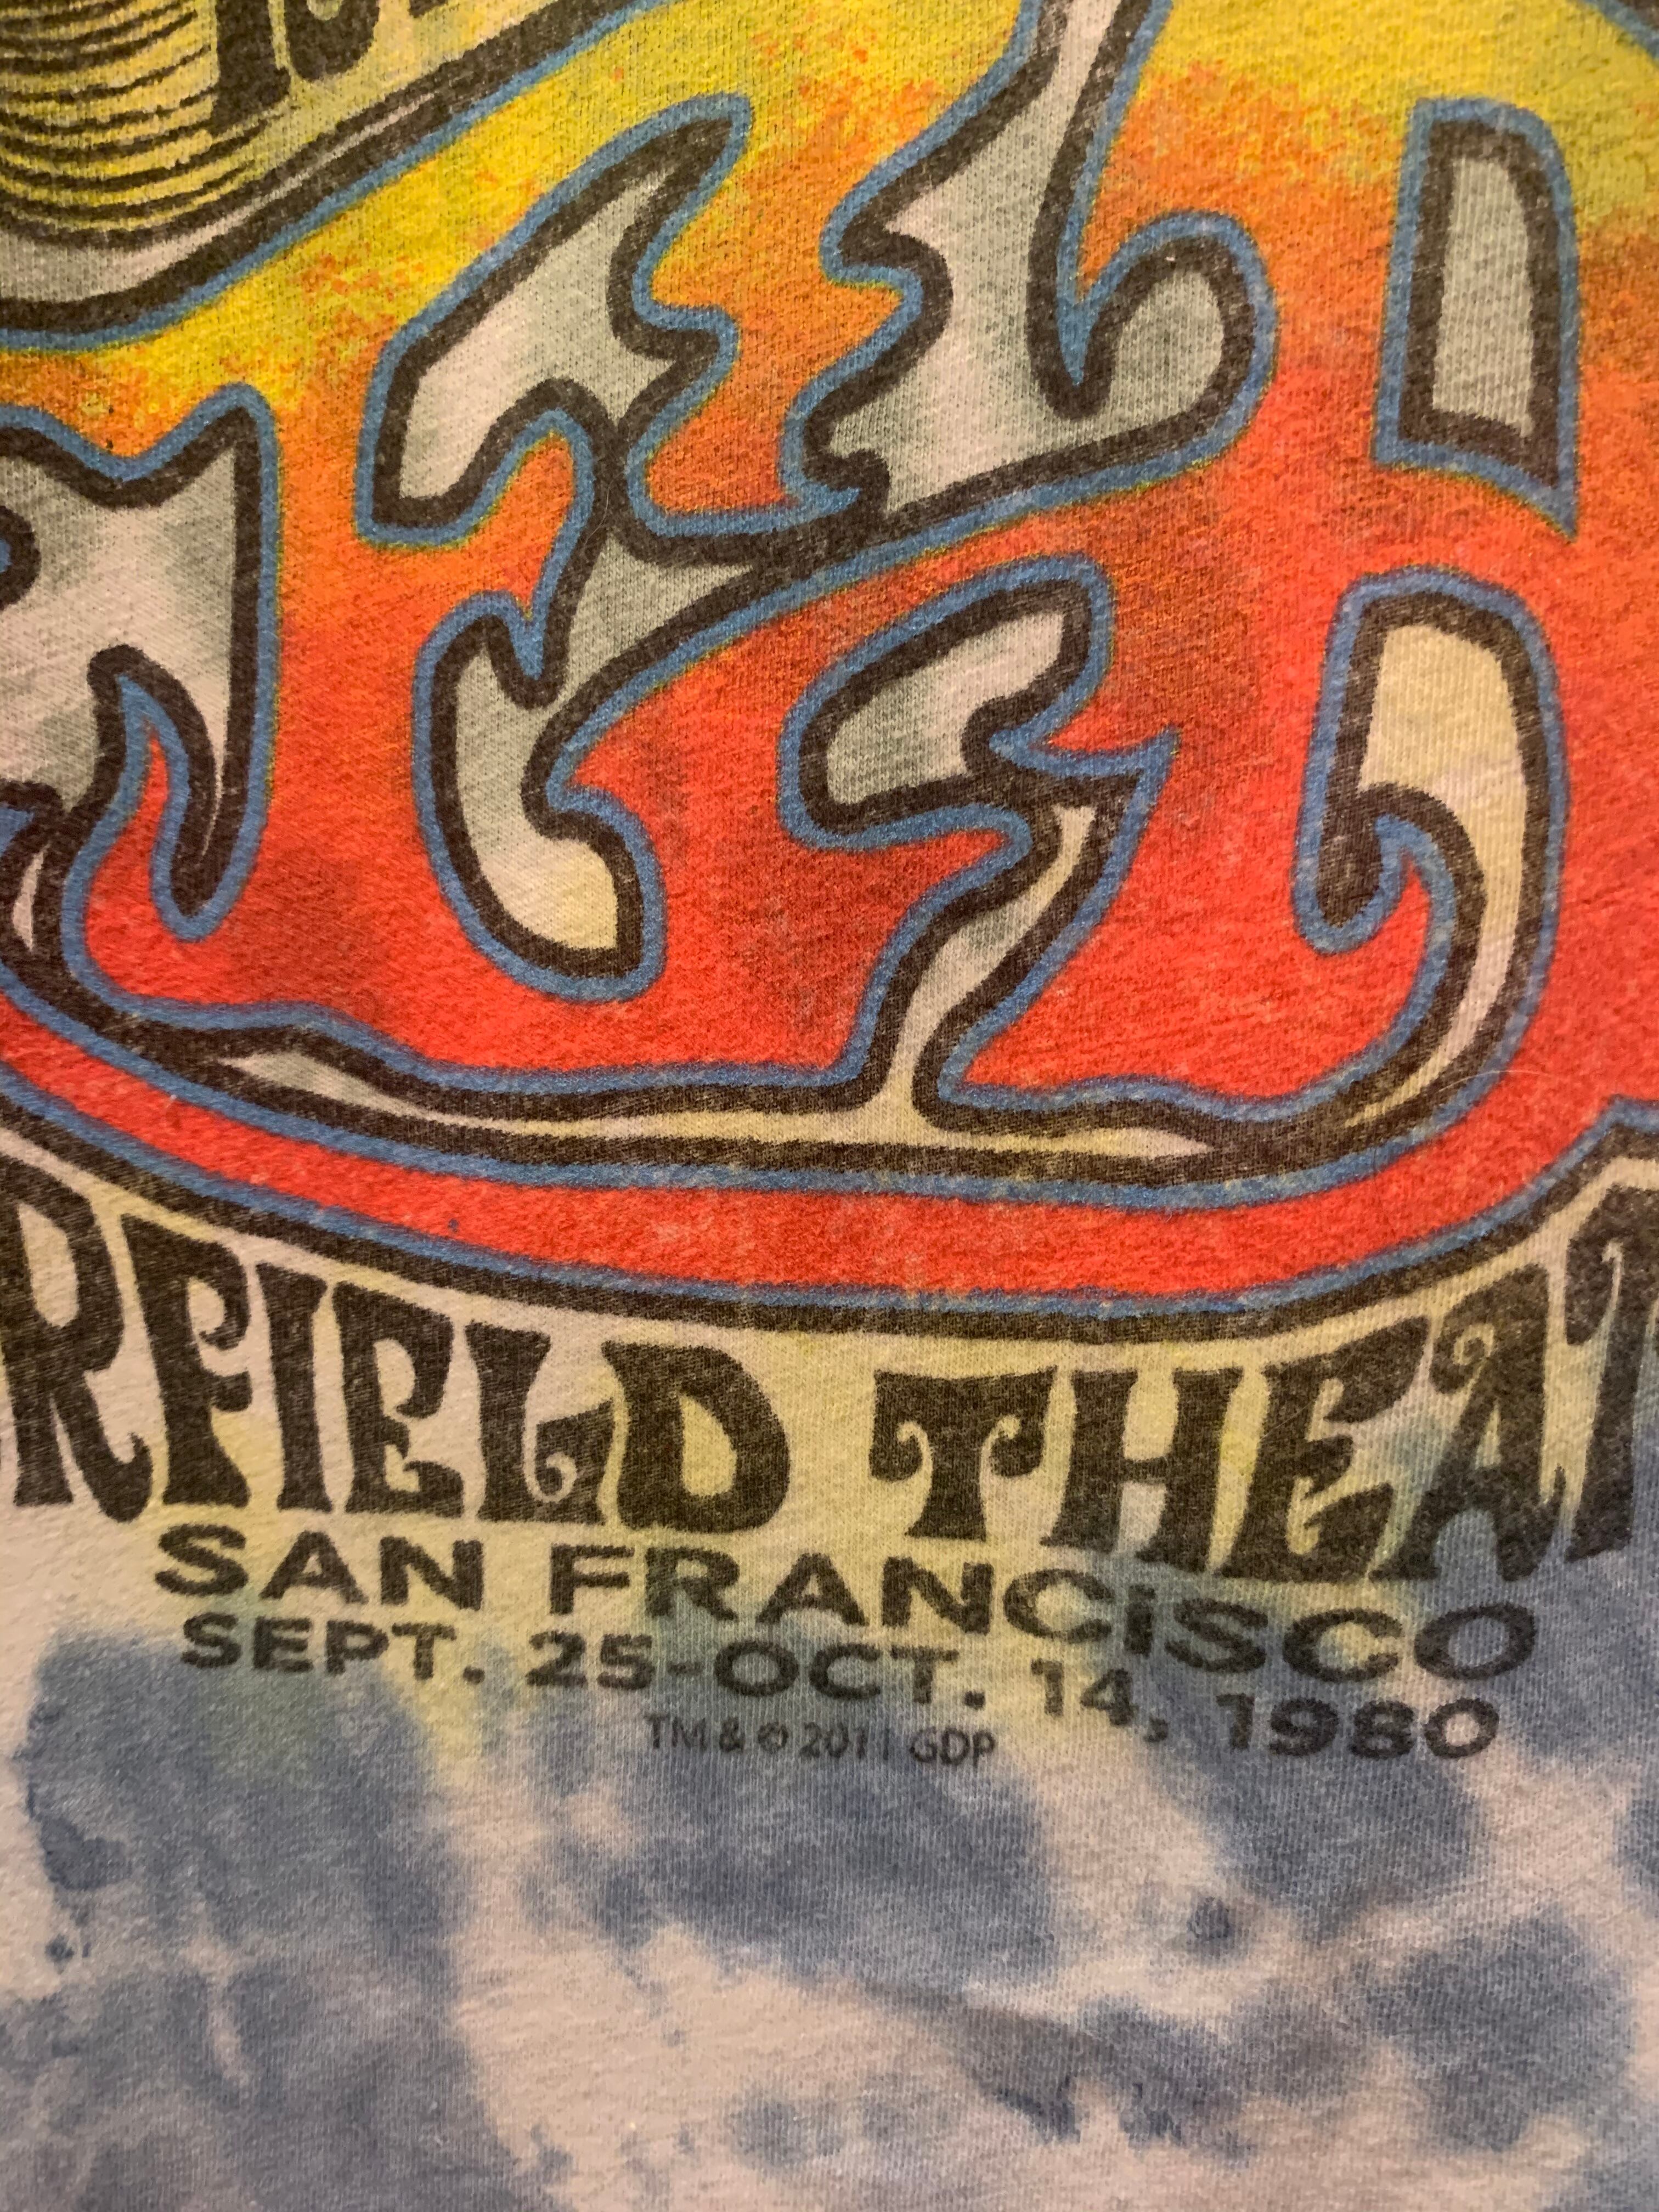 RFIELD THEAT
SAN FRANCiSCO
SEPT. 25-OCT. 14, 1980
TM & © 2011 GDP